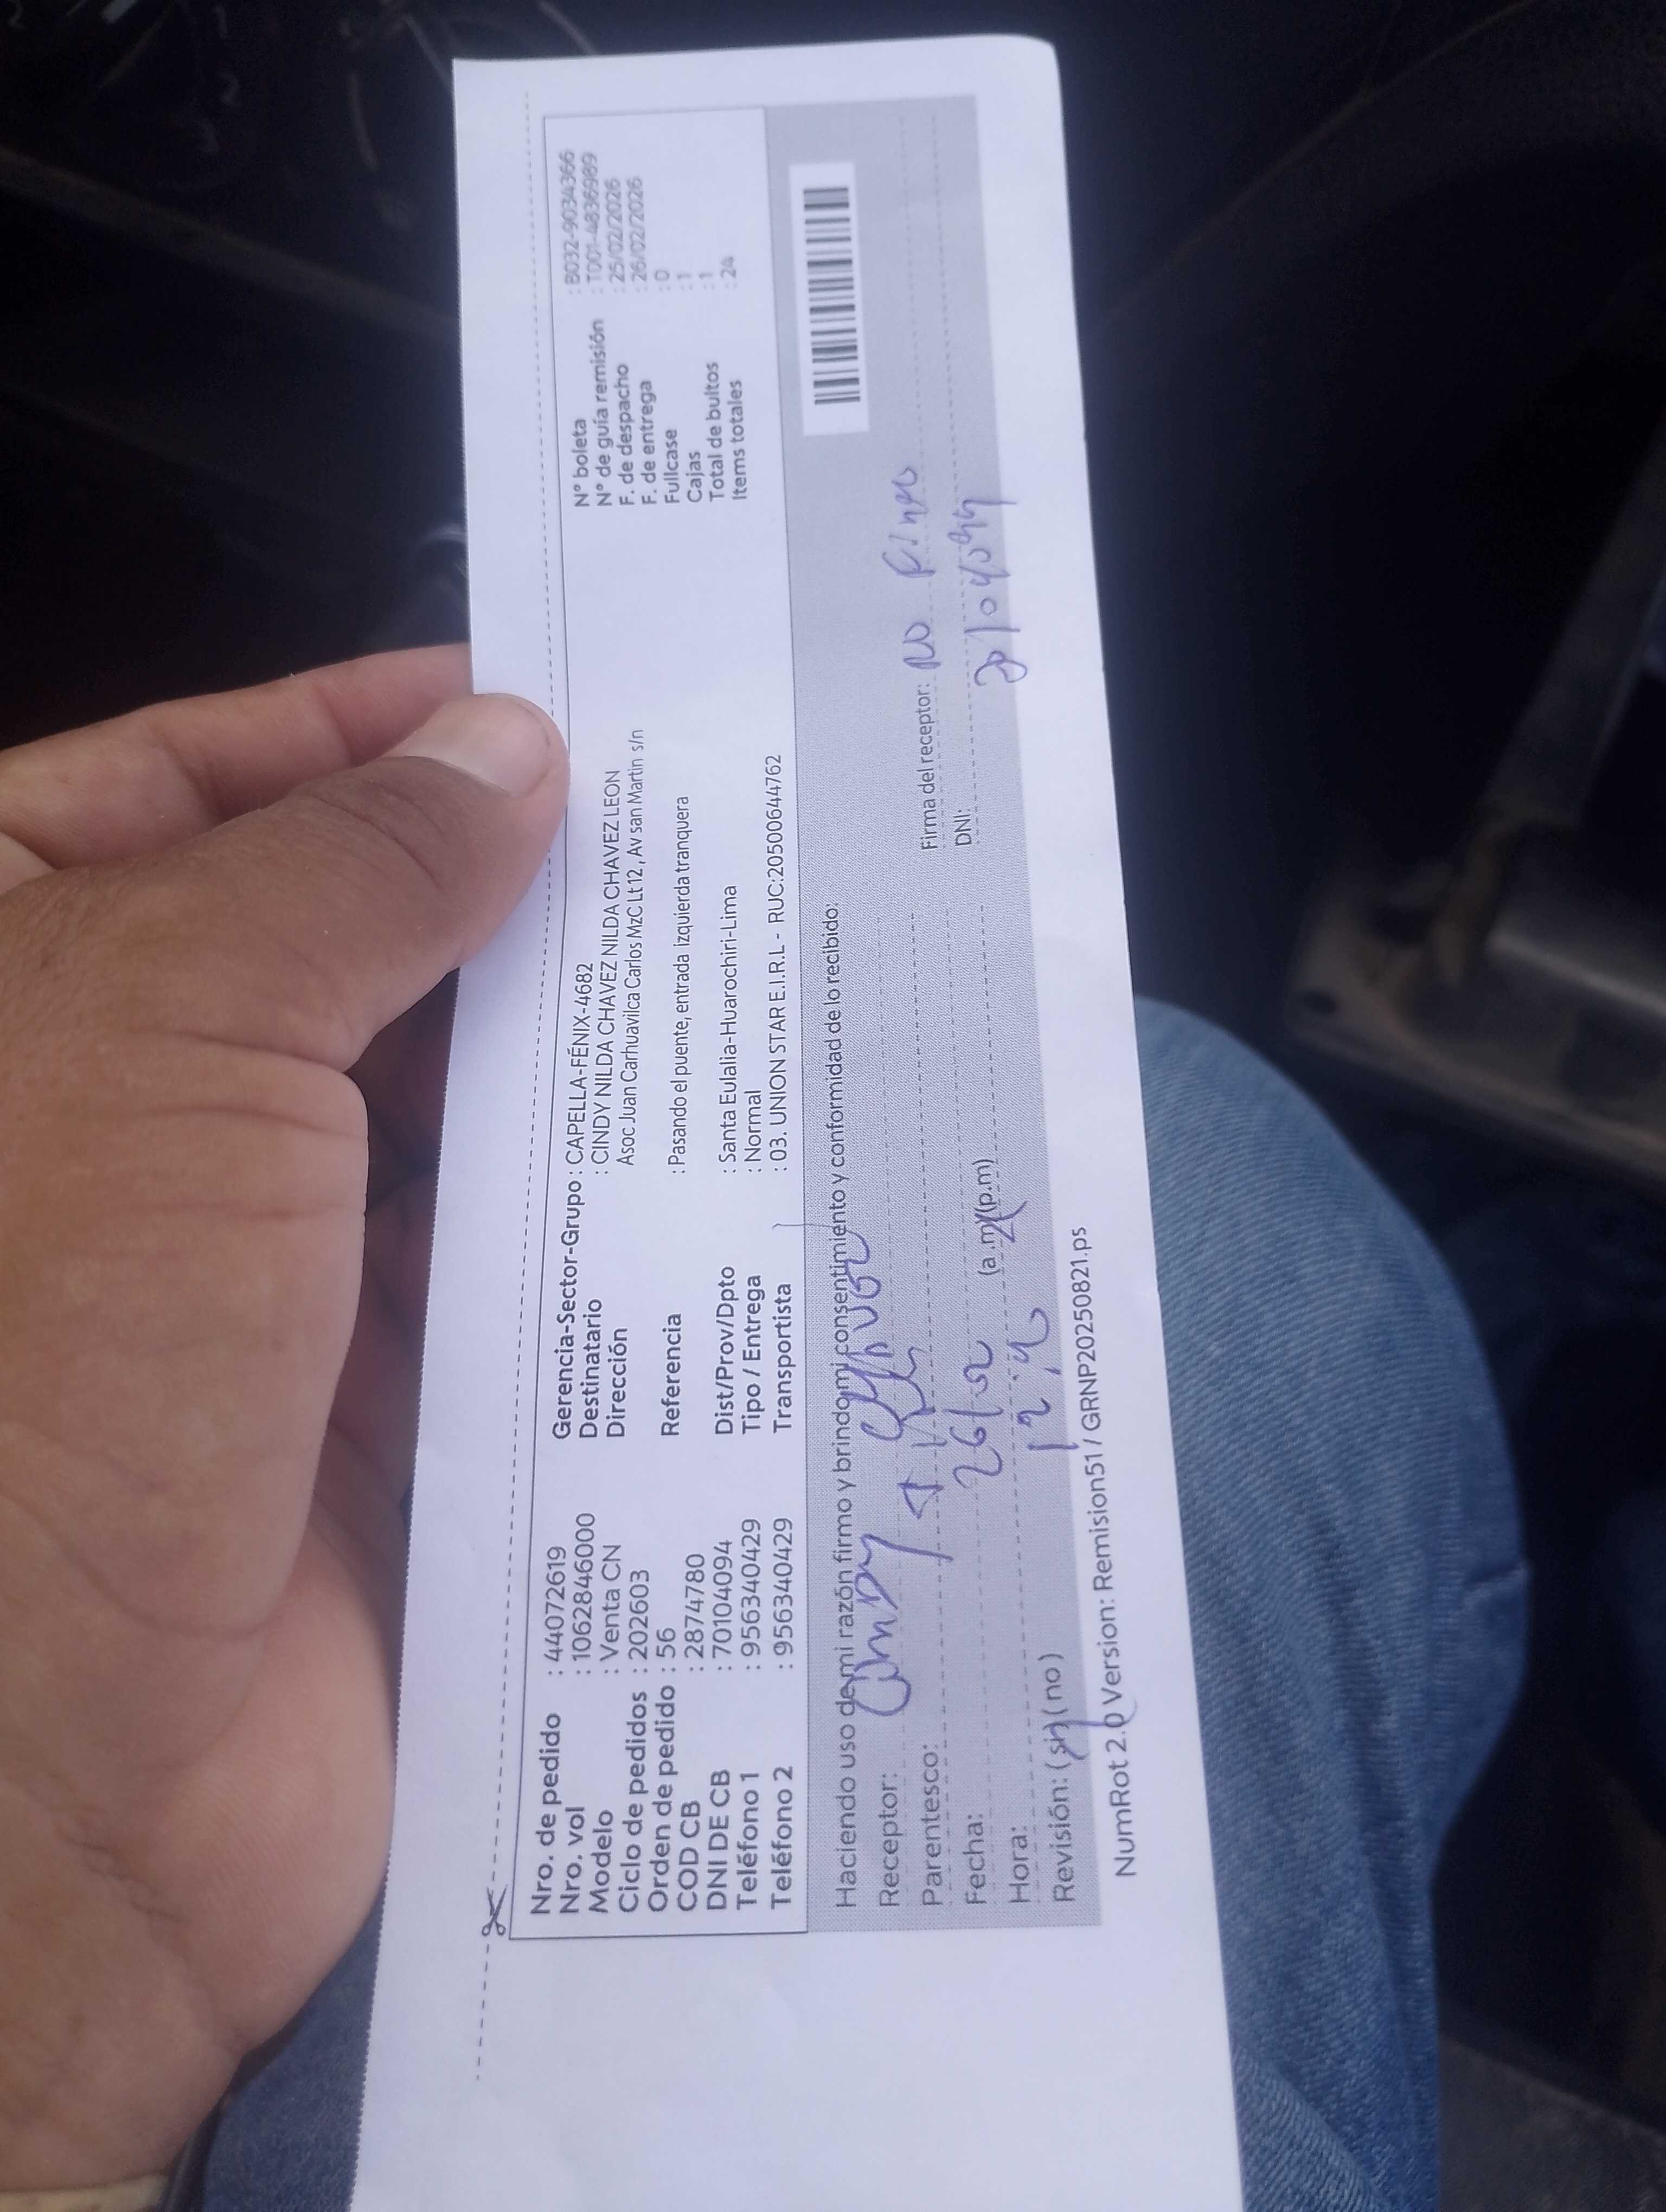 Nro. de pedido : 44072619
Nro. vol : 10628460​00
Modelo : Venta CN
Ciclo de pedidos : 202603
Orden de pedido : 56
COD CB : 2874780
DNI DE CB : 70104094
Teléfono 1 : 956340429
Teléfono 2 : 956340429
Gerencia-Sector-Grupo : CAPELLA-FÉNIX-4682
Destinatario : CINDY NILDA CHAVEZ NILDA CHAVEZ LEON
Dirección Asoc Juan Carhuavilca Carlos MzC Lt 12 , Av san Martin s/n
Referencia : Pasando el puente, entrada izquierda tranquera
Dist/Prov/Dpto : Santa Eulalia-Huarochiri-Lima
Tipo / Entrega : Normal
Transportista : 03. UNION STAR E.I.R.L - RUC:20500644762
N° boleta : B032-90344366
N° de guía remisión : T001-4836989
F. de despacho : 25/02/2026
F. de entrega : 26/02/2026
Fullcase : 0
Cajas : 1
Total de bultos : 1
Items totales : 24
Haciendo uso de mi razón firmo y brindo mi consentimiento y conformidad de lo recibido:
Receptor: Cindy Chavez
Parentesco:
Fecha: 26/02
Hora: (a.m)(p.m)
Revisión: (si) (no)
Firma del receptor: No Firmo
DNI:
NumRot 2.0 Version: Remision51 / GRNP20250821.ps